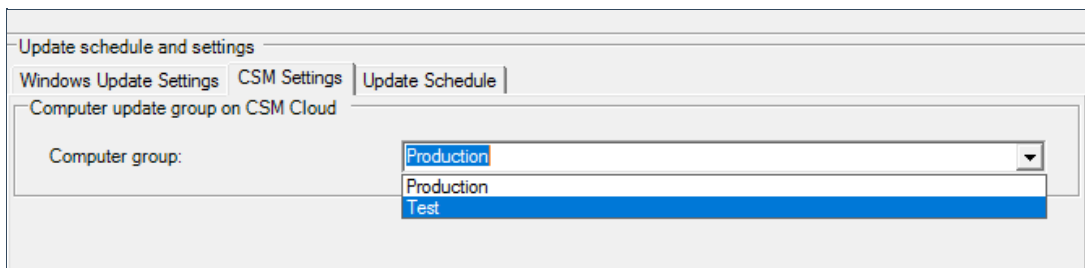 Update schedule and settings
Windows Update Settings CSM Settings Update Schedule
Computer update group on CSM Cloud
Computer group: Production
Production
Test